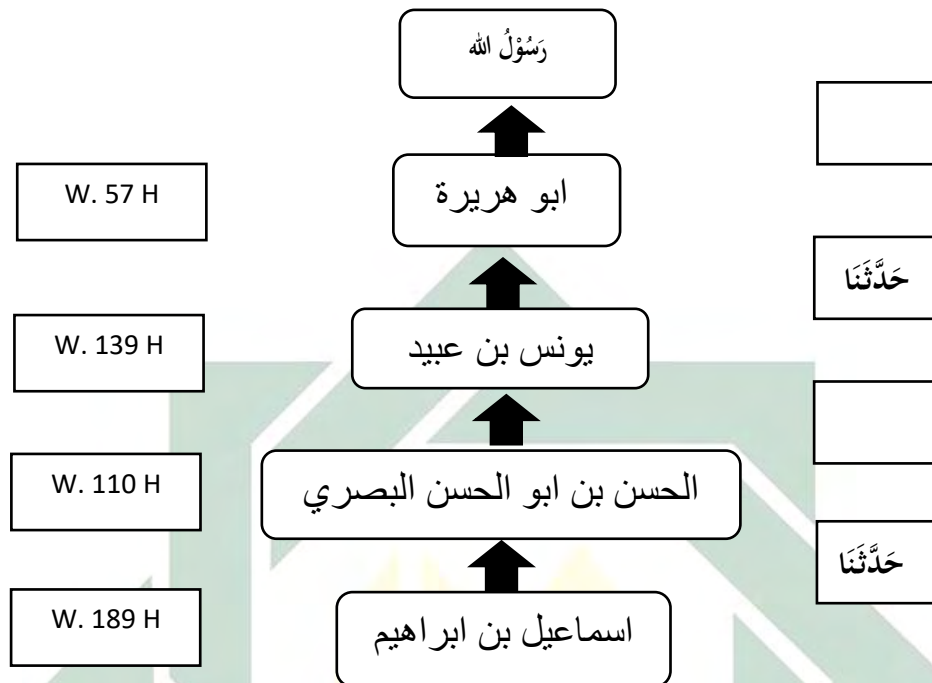 رَسُوْلُ الله
W. 57 H
ابو هريرة
حَدَّثَنَا
W. 139 H
يونس بن عبيد
W. 110 H
الحسن بن ابو الحسن البصري
حَدَّثَنَا
W. 189 H
اسماعيل بن ابراهيم